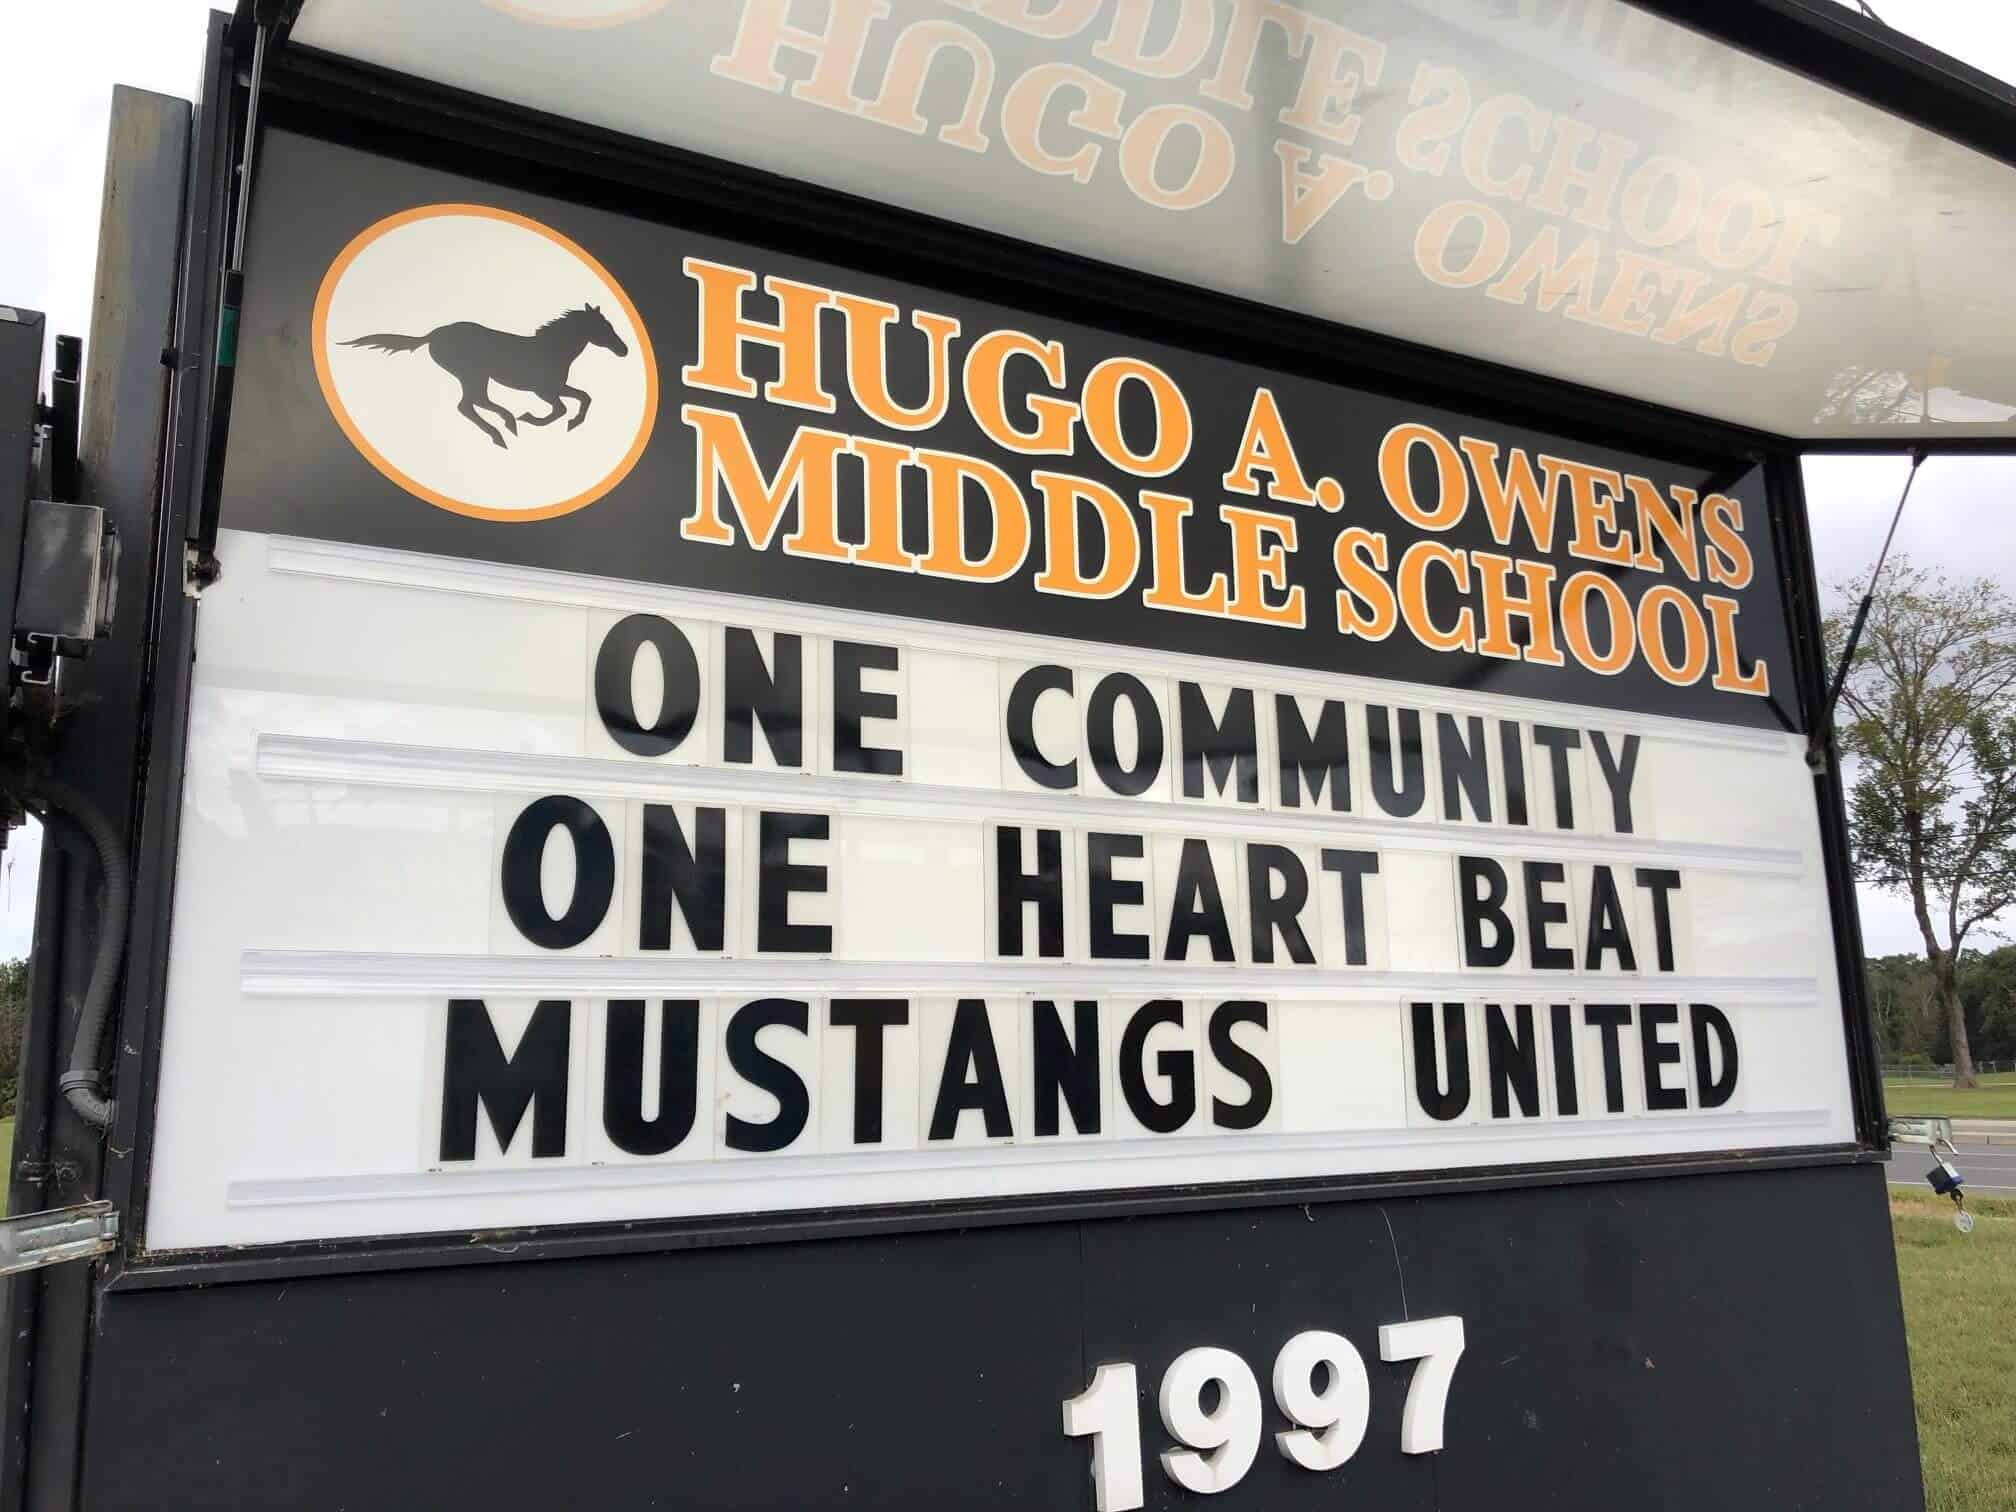 HUGO A. OWENS
MIDDLE SCHOOL
ONE COMMUNITY
ONE HEART BEAT
MUSTANGS UNITED
1997